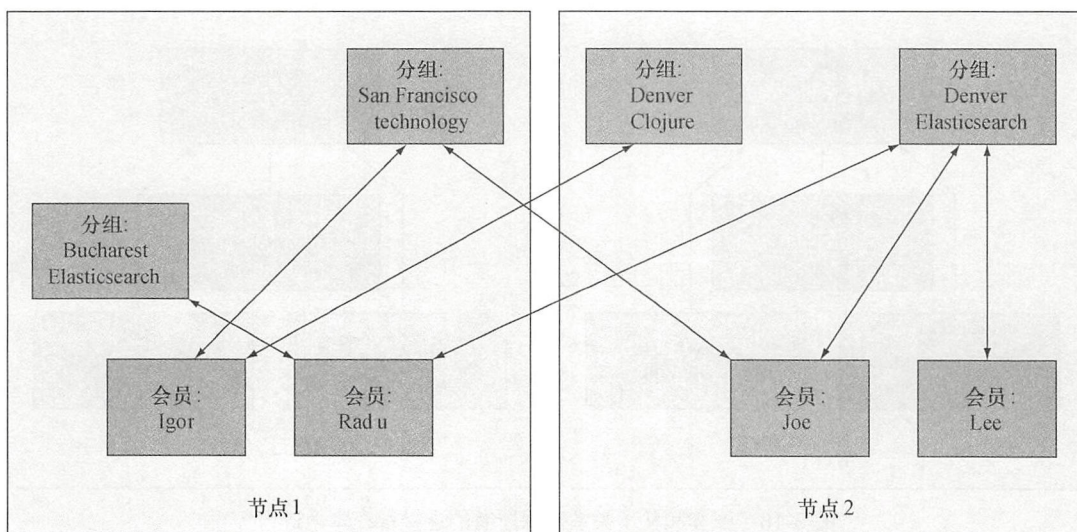 分组:
San Francisco
technology
分组:
Denver
Clojure
分组:
Denver
Elasticsearch
分组:
Bucharest
Elasticsearch
会员:
Igor
会员:
Radu
会员:
Joe
会员:
Lee
节点1
节点2